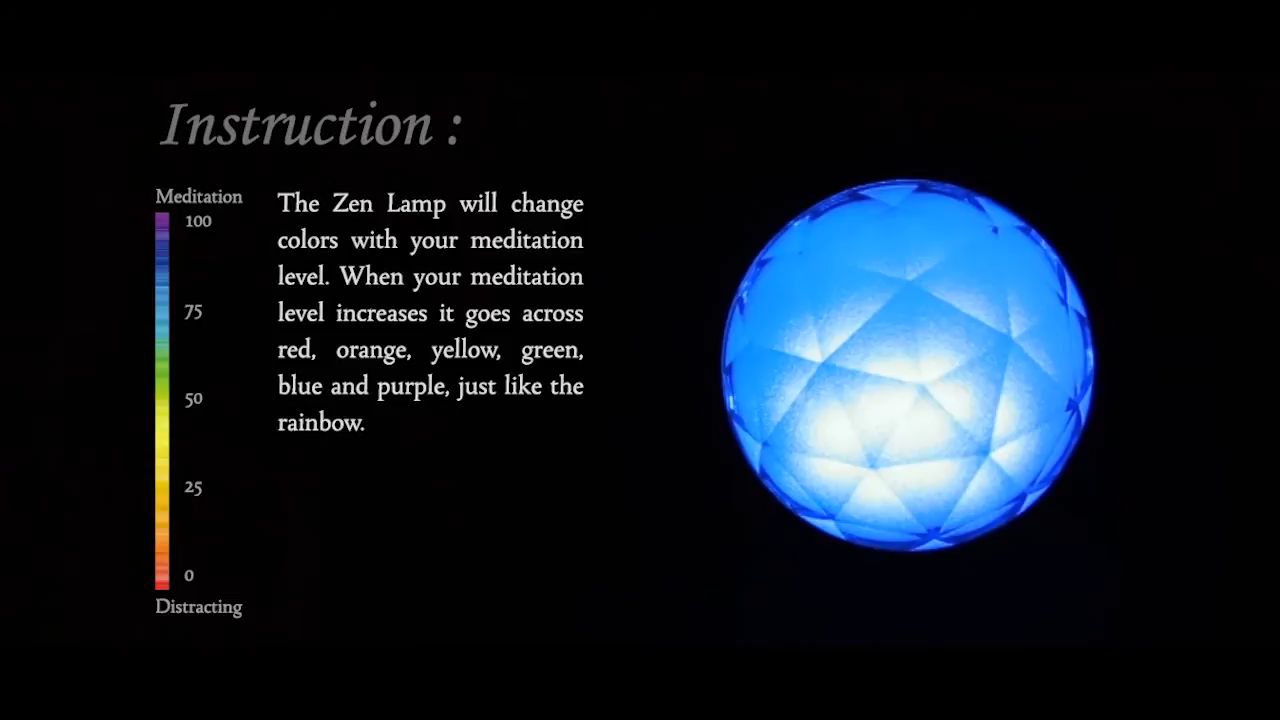 Instruction :
Meditation
100
75
50
25
0
Distracting
The Zen Lamp will change
colors with your meditation
level. When your meditation
level increases it goes across
red, orange, yellow, green,
blue and purple, just like the
rainbow.